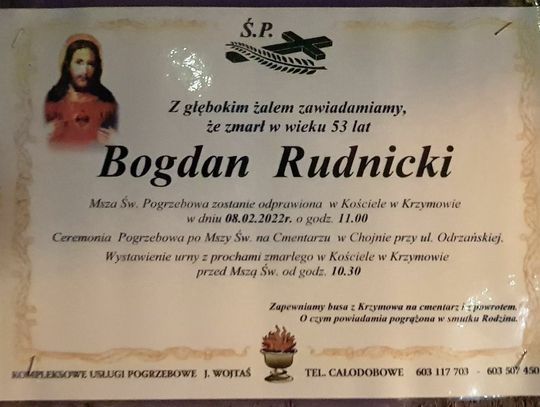 Ś.P.
Z głębokim żalem zawiadamiamy,
że zmarł w wieku 53 lat
Bogdan Rudnicki
Msza Św. Pogrzebowa zostanie odprawiona w Kościele w Krzymowie
w dniu 08.02.2022r. o godz. 11.00
Ceremonia Pogrzebowa po Mszy Św. na Cmentarzu w Chojnie przy ul. Odrzańskiej.
Wystawienie urny z prochami zmarłego w Kościele w Krzymowie
przed Mszą Św. od godz. 10.30
Zapewniamy busa z Krzymowa na cmentarz i z powrotem.
O czym powiadamia pogrążona w smutku Rodzina.
KOMPLEKSOWE USŁUGI POGRZEBOWE J. WOJTAŚ TEL. CAŁODOBOWE 603 117 703 - 603 507 450